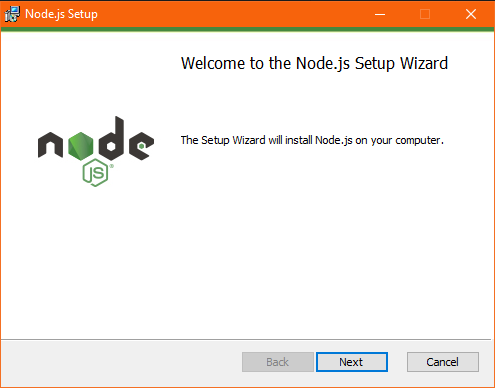 Node.js Setup
Welcome to the Node.js Setup Wizard
The Setup Wizard will install Node.js on your computer.
node
JS
Back
Next
Cancel